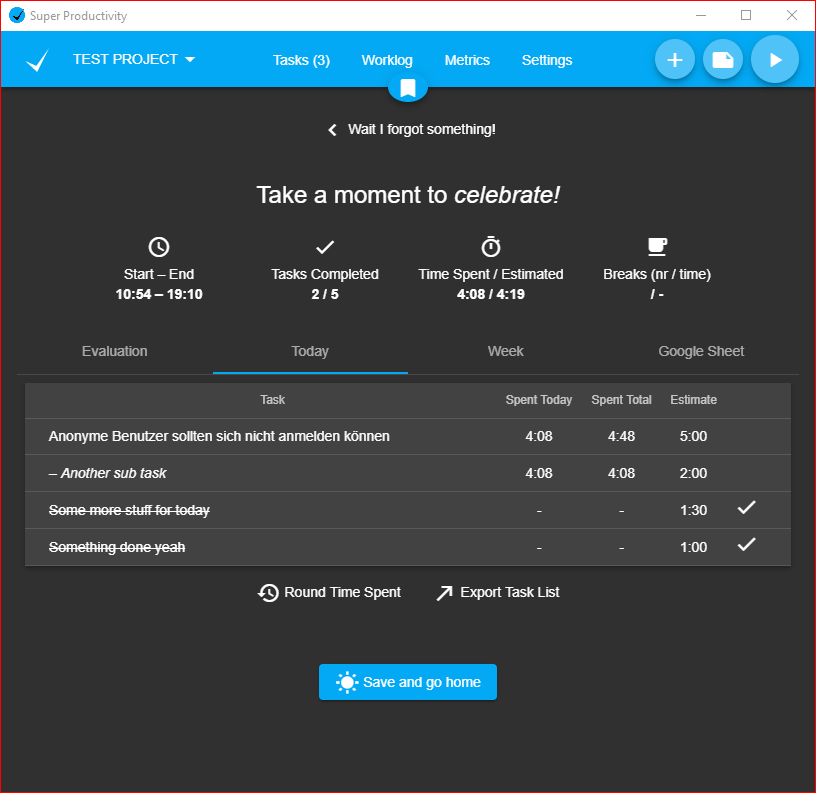 Super Productivity
TEST PROJECT Tasks (3) Worklog Metrics Settings
Wait I forgot something!
Take a moment to celebrate!
Start – End Tasks Completed Time Spent / Estimated Breaks (nr / time)
10:54 – 19:10 2 / 5 4:08 / 4:19 / -
Evaluation Today Week Google Sheet
Task Spent Today Spent Total Estimate
Anonyme Benutzer sollten sich nicht anmelden können 4:08 4:48 5:00
– Another sub task 4:08 4:08 2:00
Some more stuff for today - - 1:30
Something done yeah - - 1:00
Round Time Spent Export Task List
Save and go home